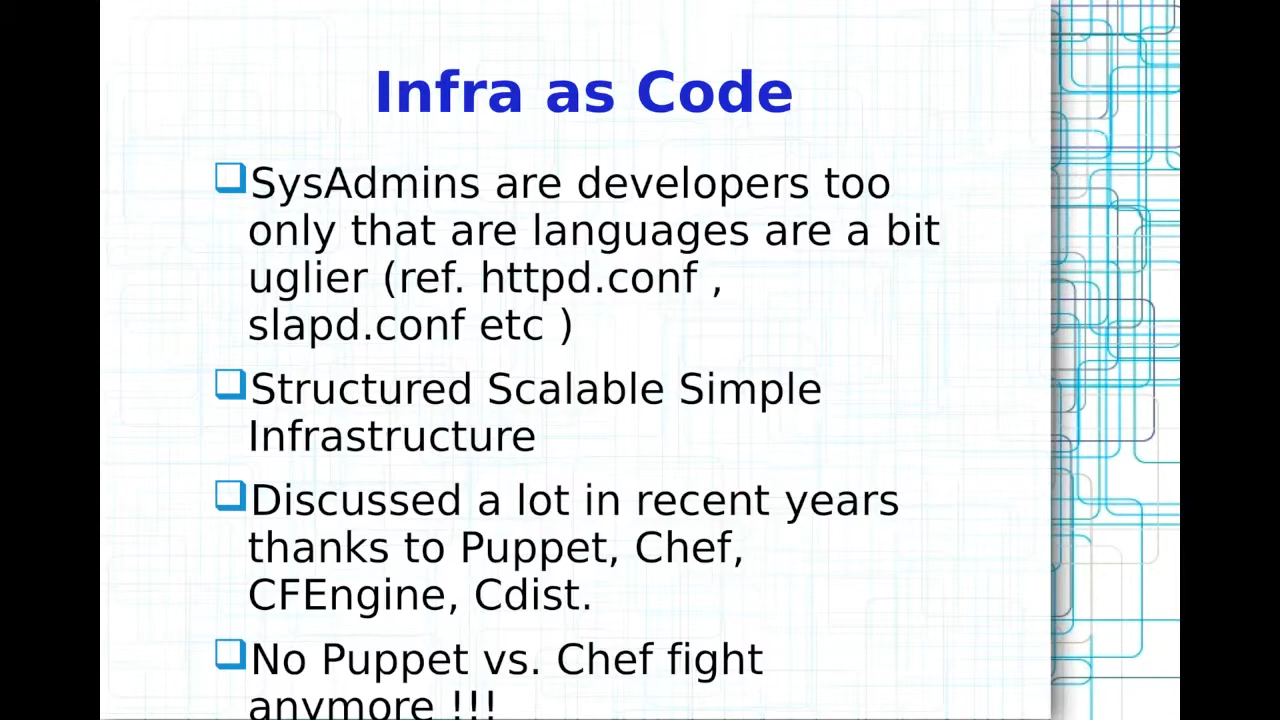 Infra as Code
SysAdmins are developers too
only that are languages are a bit
uglier (ref. httpd.conf ,
slapd.conf etc )
Structured Scalable Simple
Infrastructure
Discussed a lot in recent years
thanks to Puppet, Chef,
CFEngine, Cdist.
No Puppet vs. Chef fight
anymore !!!